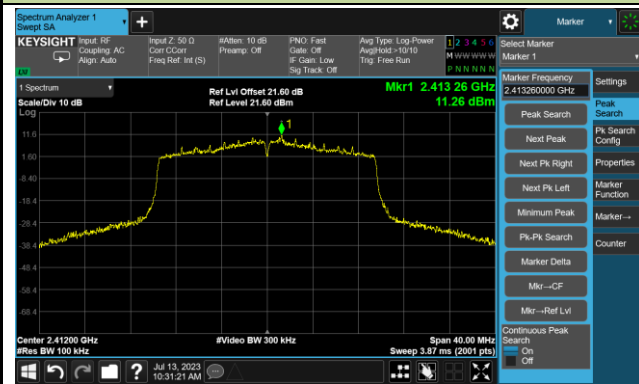 Spectrum Analyzer 1
Swept SA
Marker
KEYSIGHT
Input: RF
Coupling: AC
Align: Auto
Input Z: 50 Ω
Corr CCorr
Freq Ref: Int (S)
#Atten: 10 dB
Preamp: Off
PNO: Fast
Gate: Off
IF Gain: Low
Sig Track: Off
Avg Type: Log-Power
Avg|Hold:>10/10
Trig: Free Run
1 2 3 4 5 6
M W W W W W
P N N N N N
LXI
Select Marker
Marker 1
1 Spectrum
Scale/Div 10 dB
Log
Ref Lvl Offset 21.60 dB
Ref Level 21.60 dBm
Mkr1 2.413 26 GHz
11.26 dBm
1
11.6
1.60
-8.40
-18.4
-28.4
-38.4
-48.4
-58.4
-68.4
Center 2.41200 GHz
#Res BW 100 kHz
#Video BW 300 kHz
Span 40.00 MHz
Sweep 3.87 ms (2001 pts)
Marker Frequency
2.413260000 GHz
Peak Search
Next Peak
Next Pk Right
Next Pk Left
Minimum Peak
Pk-Pk Search
Marker Delta
Mkr→CF
Mkr→Ref Lvl
Continuous Peak
Search
On
Off
Settings
Peak
Search
Pk Search
Config
Properties
Marker
Function
Marker→
Counter
Jul 13, 2023
10:31:21 AM